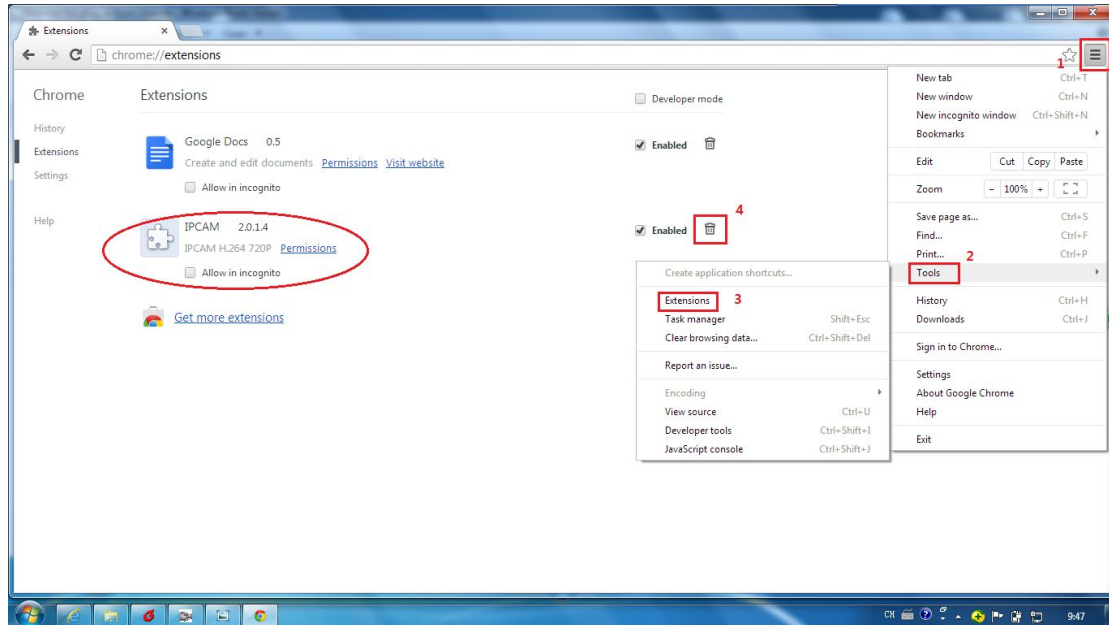 Extensions
chrome://extensions
1
Chrome
History
Extensions
Settings
Help
Extensions
Developer mode
Google Docs 0.5
Create and edit documents Permissions Visit website
Allow in incognito
Enabled
IPCAM 2.0.1.4
IPCAM H.264 720P Permissions
Allow in incognito
Enabled
4
Get more extensions
New tab Ctrl+T
New window Ctrl+N
New incognito window Ctrl+Shift+N
Bookmarks
Edit Cut Copy Paste
Zoom - 100% +
Save page as... Ctrl+S
Find... Ctrl+F
Print... Ctrl+P
2
Tools
History Ctrl+H
Downloads Ctrl+J
Sign in to Chrome...
Settings
About Google Chrome
Help
Exit
Create application shortcuts...
Extensions 3
Task manager Shift+Esc
Clear browsing data... Ctrl+Shift+Del
Report an issue...
Encoding
View source Ctrl+U
Developer tools Ctrl+Shift+I
JavaScript console Ctrl+Shift+J
CH
9:47